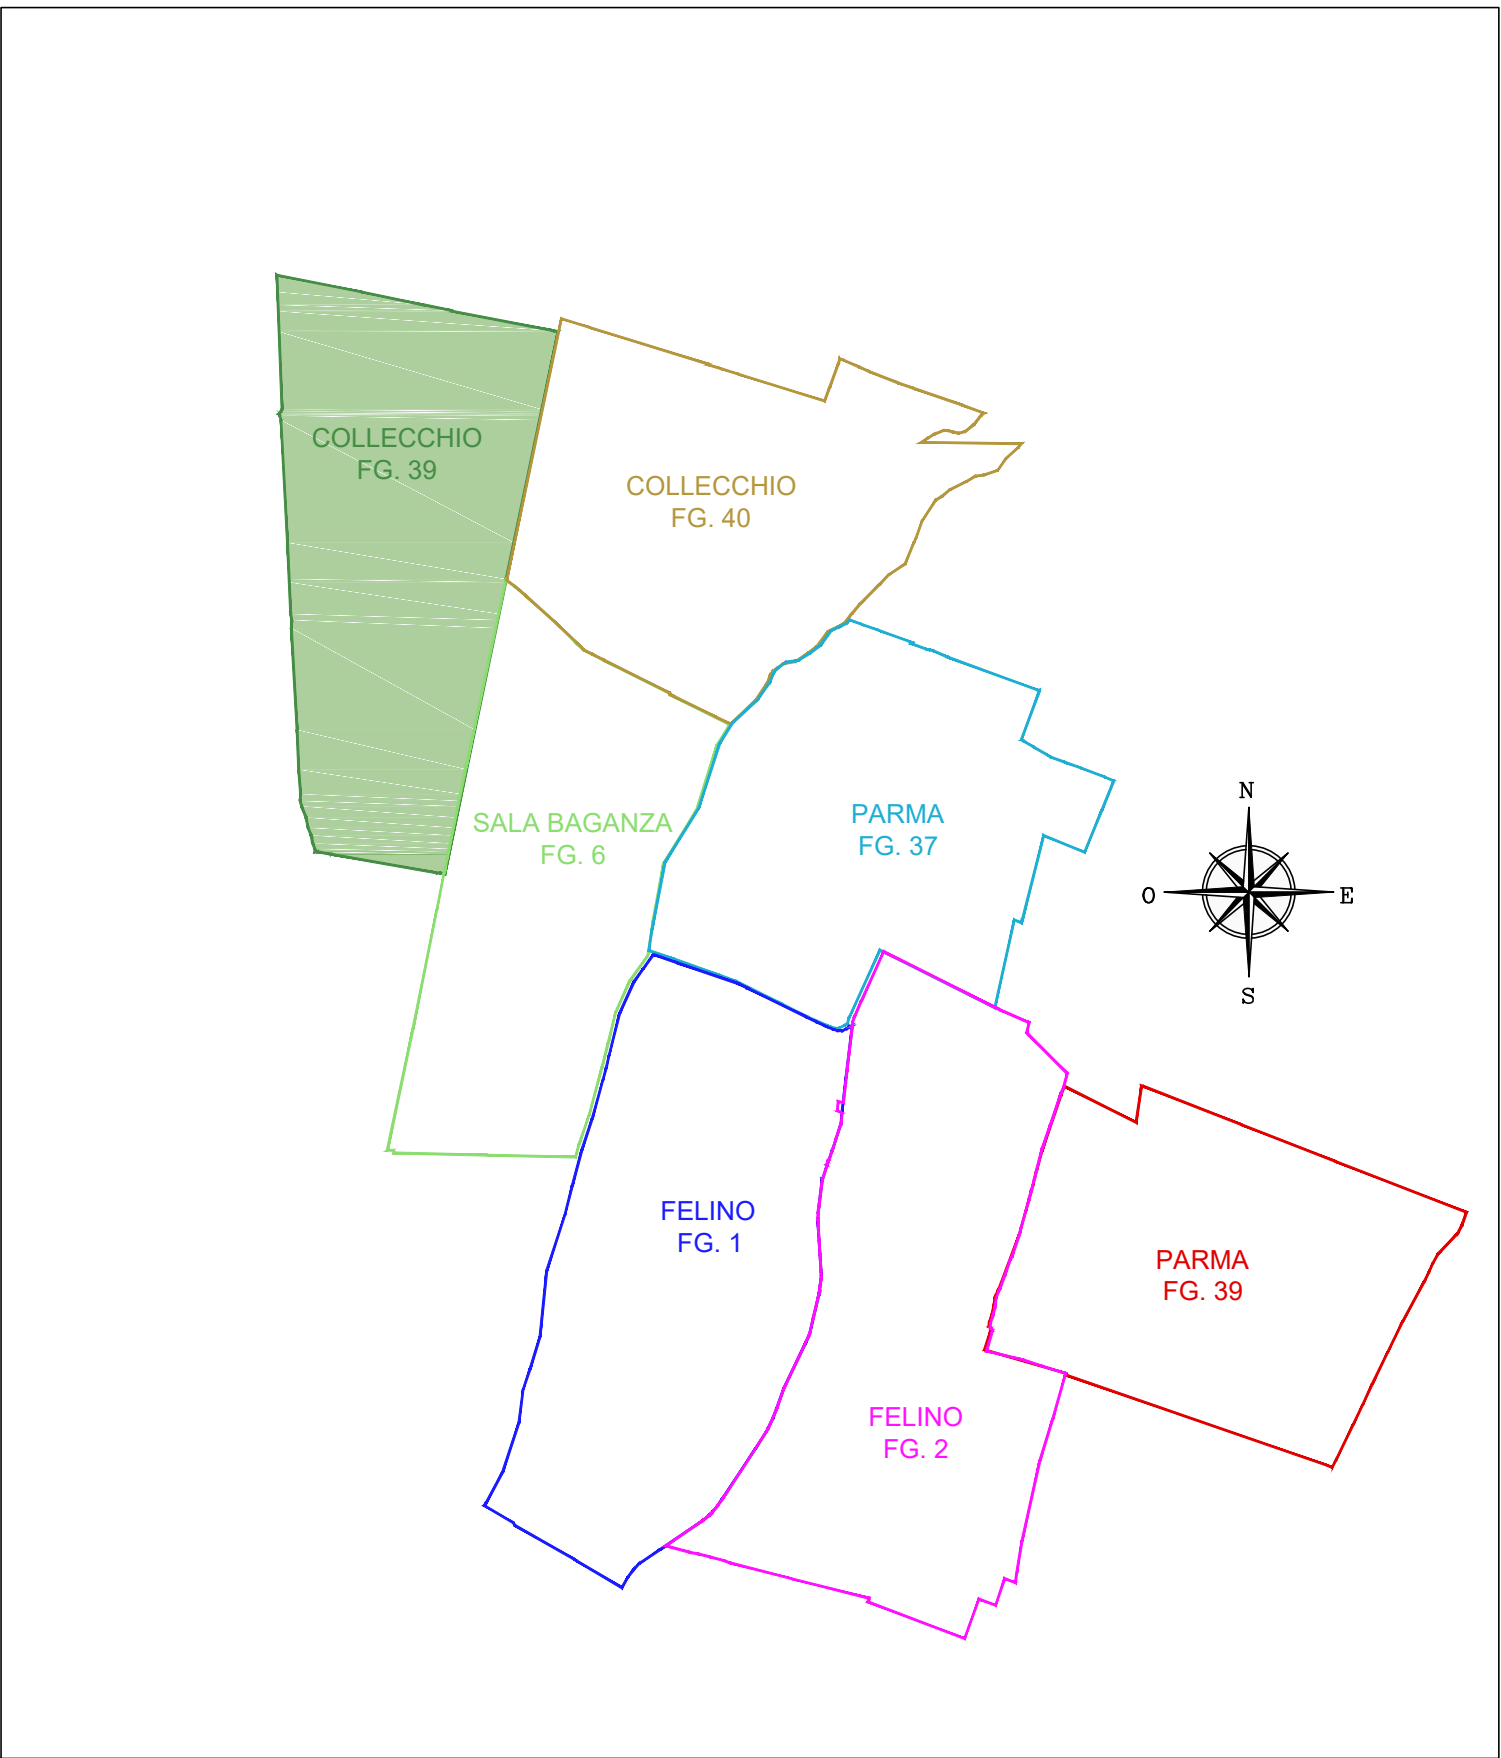 COLLECCHIO
FG. 39
COLLECCHIO
FG. 40
SALA BAGANZA
FG. 6
PARMA
FG. 37
N
O
E
S
FELINO
FG. 1
PARMA
FG. 39
FELINO
FG. 2